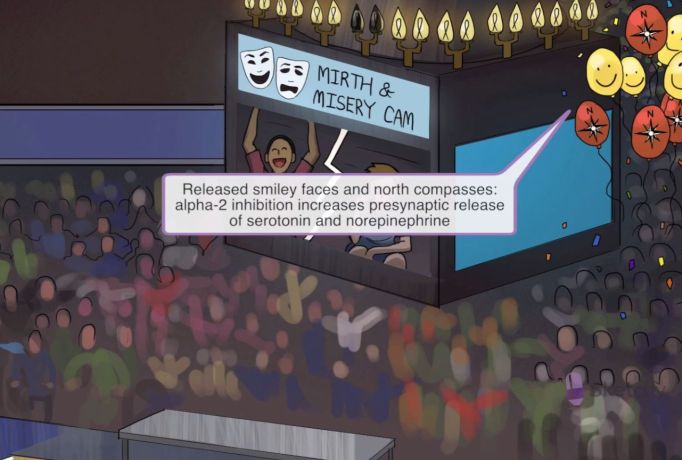 MIRTH &
MISERY CAM
N
N
N
Released smiley faces and north compasses:
alpha-2 inhibition increases presynaptic release
of serotonin and norepinephrine